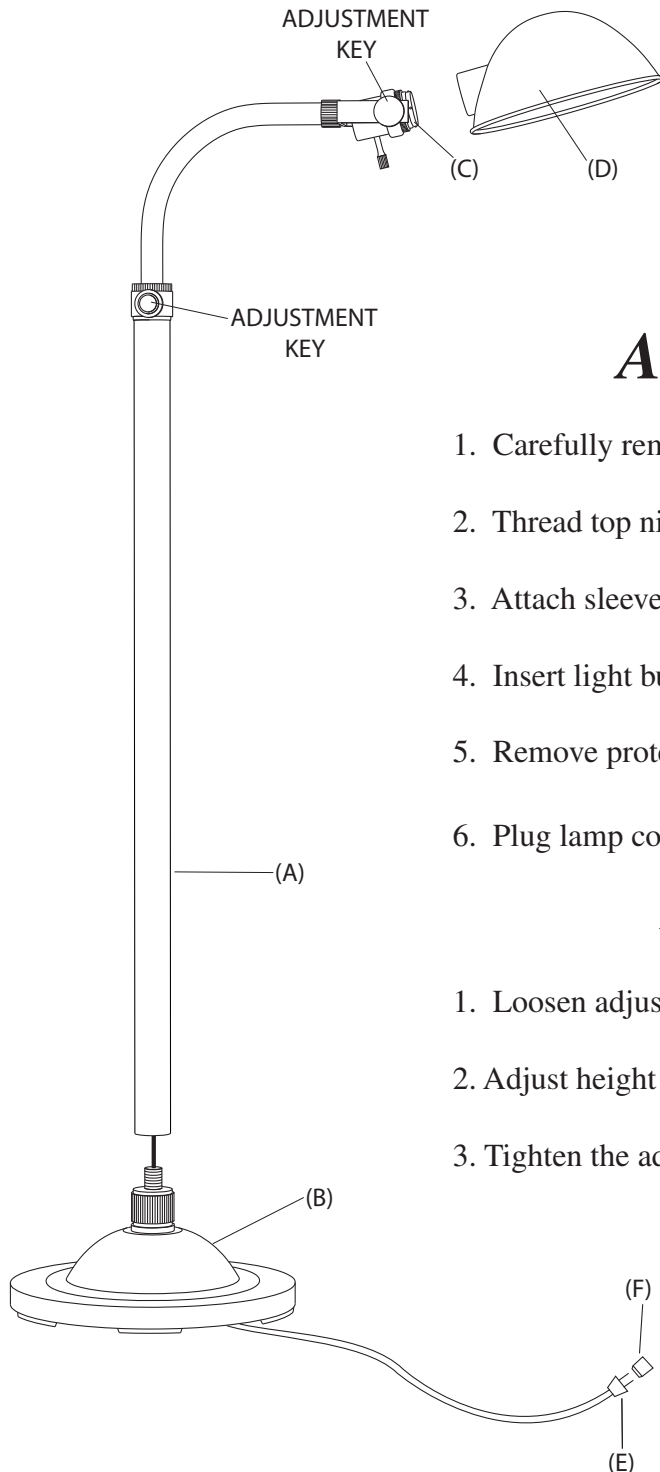 ADJUSTMENT
KEY
(C)
(D)
ADJUSTMENT
KEY
A
1. Carefully ren
2. Thread top ni
3. Attach sleeve
4. Insert light bu
5. Remove prote
6. Plug lamp co
(A)
1. Loosen adjus
2. Adjust height
3. Tighten the ad
(B)
(F)
(E)